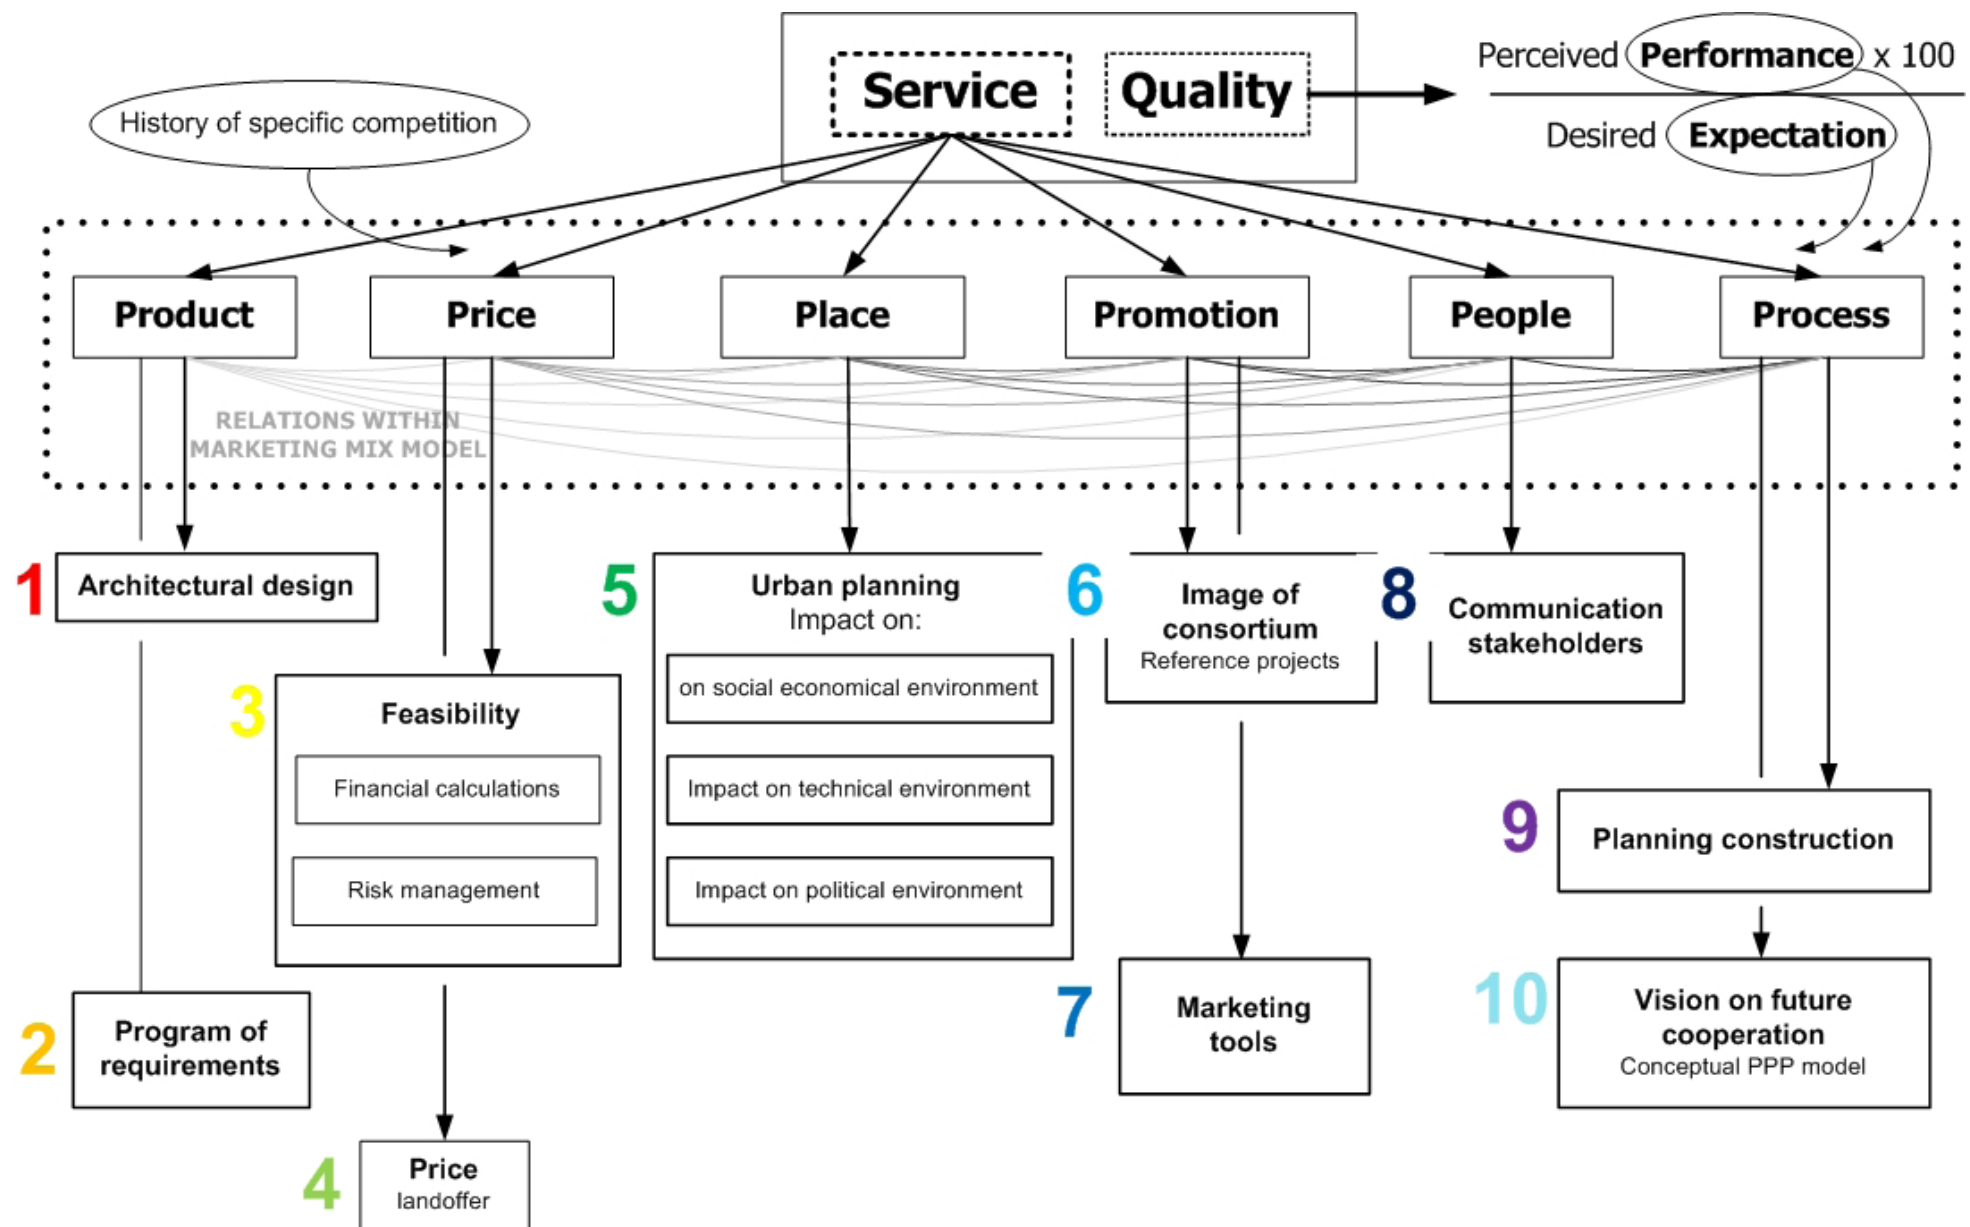 Service Quality
Perceived Performance x 100
Desired Expectation
History of specific competition
Product Price Place Promotion People Process
RELATIONS WITHIN
MARKETING MIX MODEL
1 Architectural design
2 Program of
requirements
3 Feasibility
Financial calculations
Risk management
4 Price
landoffer
5 Urban planning
Impact on:
on social economical environment
Impact on technical environment
Impact on political environment
6 Image of
consortium
Reference projects
7 Marketing
tools
8 Communication
stakeholders
9 Planning construction
10 Vision on future
cooperation
Conceptual PPP model